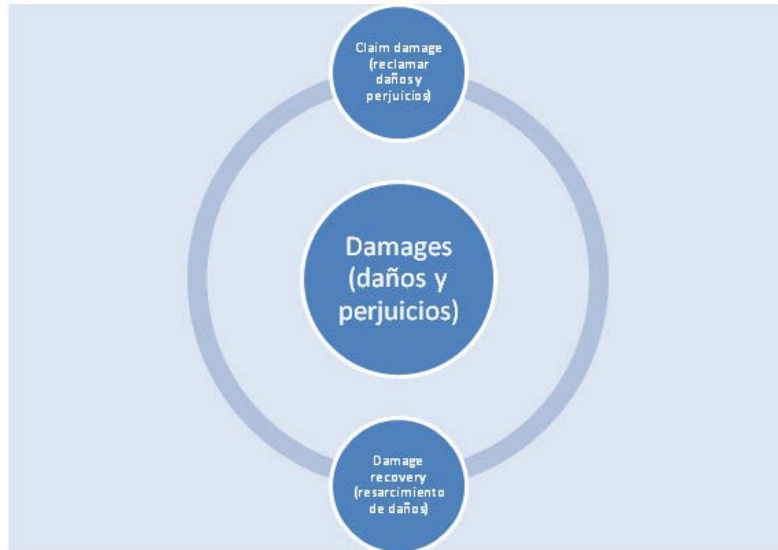 Claim damage
(reclamar
daños y
perjuicios)
Damages
(daños y
perjuicios)
Damage
recovery
(resarcimiento
de daños)